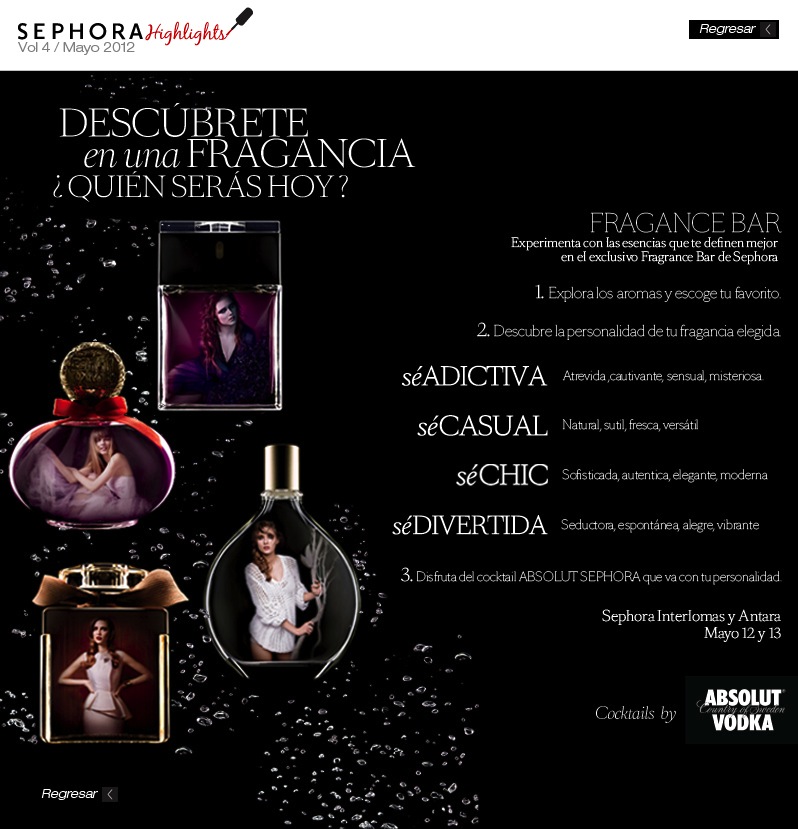 SEPHORA Highlights
Vol 4 / Mayo 2012
Regresar
DESCÚBRETE
en una FRAGANCIA
¿QUIÉN SERÁS HOY?
FRAGANCE BAR
Experimenta con las esencias que te definen mejor
en el exclusivo Fragrance Bar de Sephora
1. Explora los aromas y escoge tu favorito.
2. Descubre la personalidad de tu fragancia elegida.
séADICTIVA Atrevida ,cautivante, sensual, misteriosa.
séCASUAL Natural, sutil, fresca, versátil
séCHIC Sofisticada, autentica, elegante, moderna
séDIVERTIDA Seductora, espontánea, alegre, vibrante
3. Disfruta del cocktail ABSOLUT SEPHORA que va con tu personalidad.
Sephora Interlomas y Antara
Mayo 12 y 13
Cocktails by
ABSOLUT
Country of Sweden
VODKA
Regresar